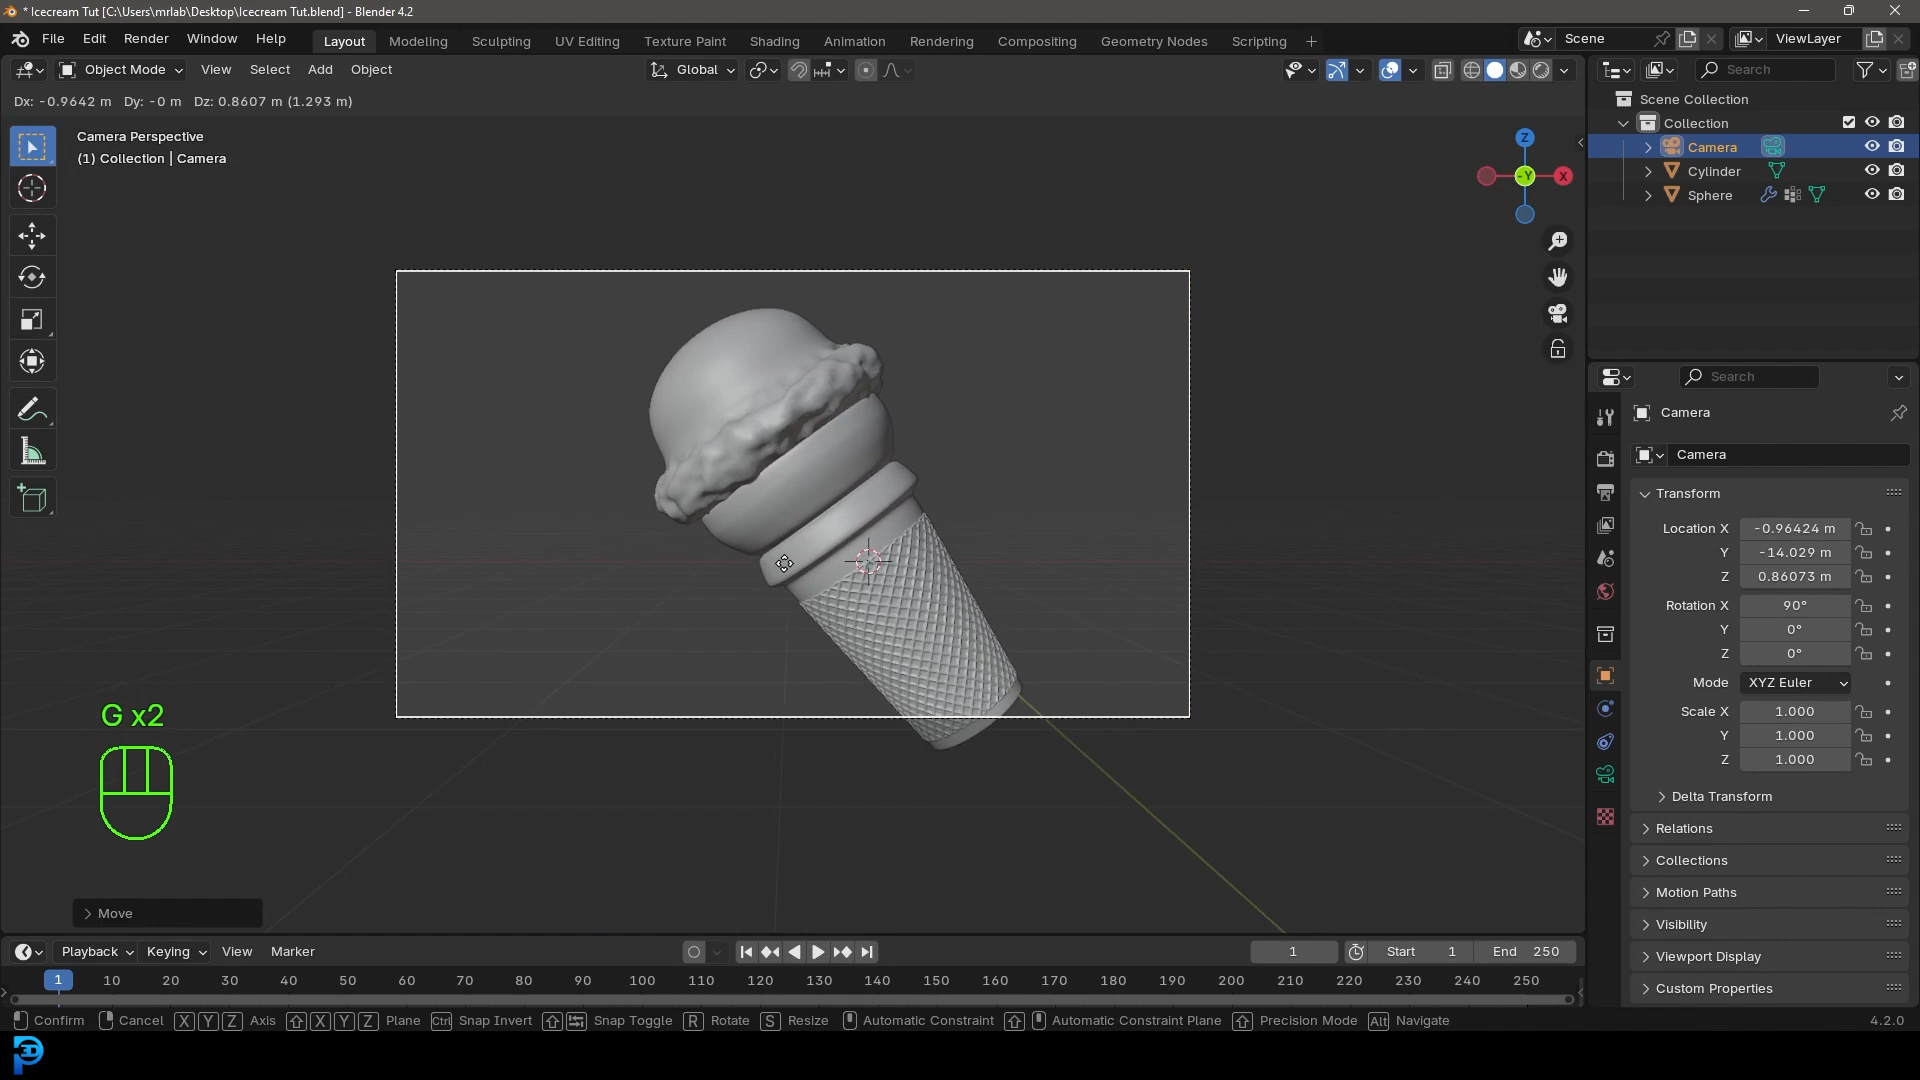 * Icecream Tut [C:\Users\mrlab\Desktop\Icecream Tut.blend] - Blender 4.2
File Edit Render Window Help Layout Modeling Sculpting UV Editing Texture Paint Shading Animation Rendering Compositing Geometry Nodes Scripting + Scene ViewLayer
Object Mode View Select Add Object Global Search
Dx: -0.9642 m Dy: -0 m Dz: 0.8607 m (1.293 m)
Scene Collection
Collection
Camera Perspective
(1) Collection | Camera
Camera
Cylinder
Sphere
Z
-Y
X
Search
Camera
Camera
Transform
Location X -0.96424 m
Y -14.029 m
Z 0.86073 m
Rotation X 90°
Y 0°
Z 0°
Mode XYZ Euler
Scale X 1.000
Y 1.000
Z 1.000
Delta Transform
Relations
Collections
Motion Paths
Visibility
Viewport Display
Custom Properties
G x2
Move
Playback Keying View Marker 1 Start 1 End 250
1 10 20 30 40 50 60 70 80 90 100 110 120 130 140 150 160 170 180 190 200 210 220 230 240 250
Confirm Cancel X Y Z Axis X Y Z Plane Ctrl Snap Invert Snap Toggle R Rotate S Resize Automatic Constraint Automatic Constraint Plane Precision Mode Alt Navigate 4.2.0
3D